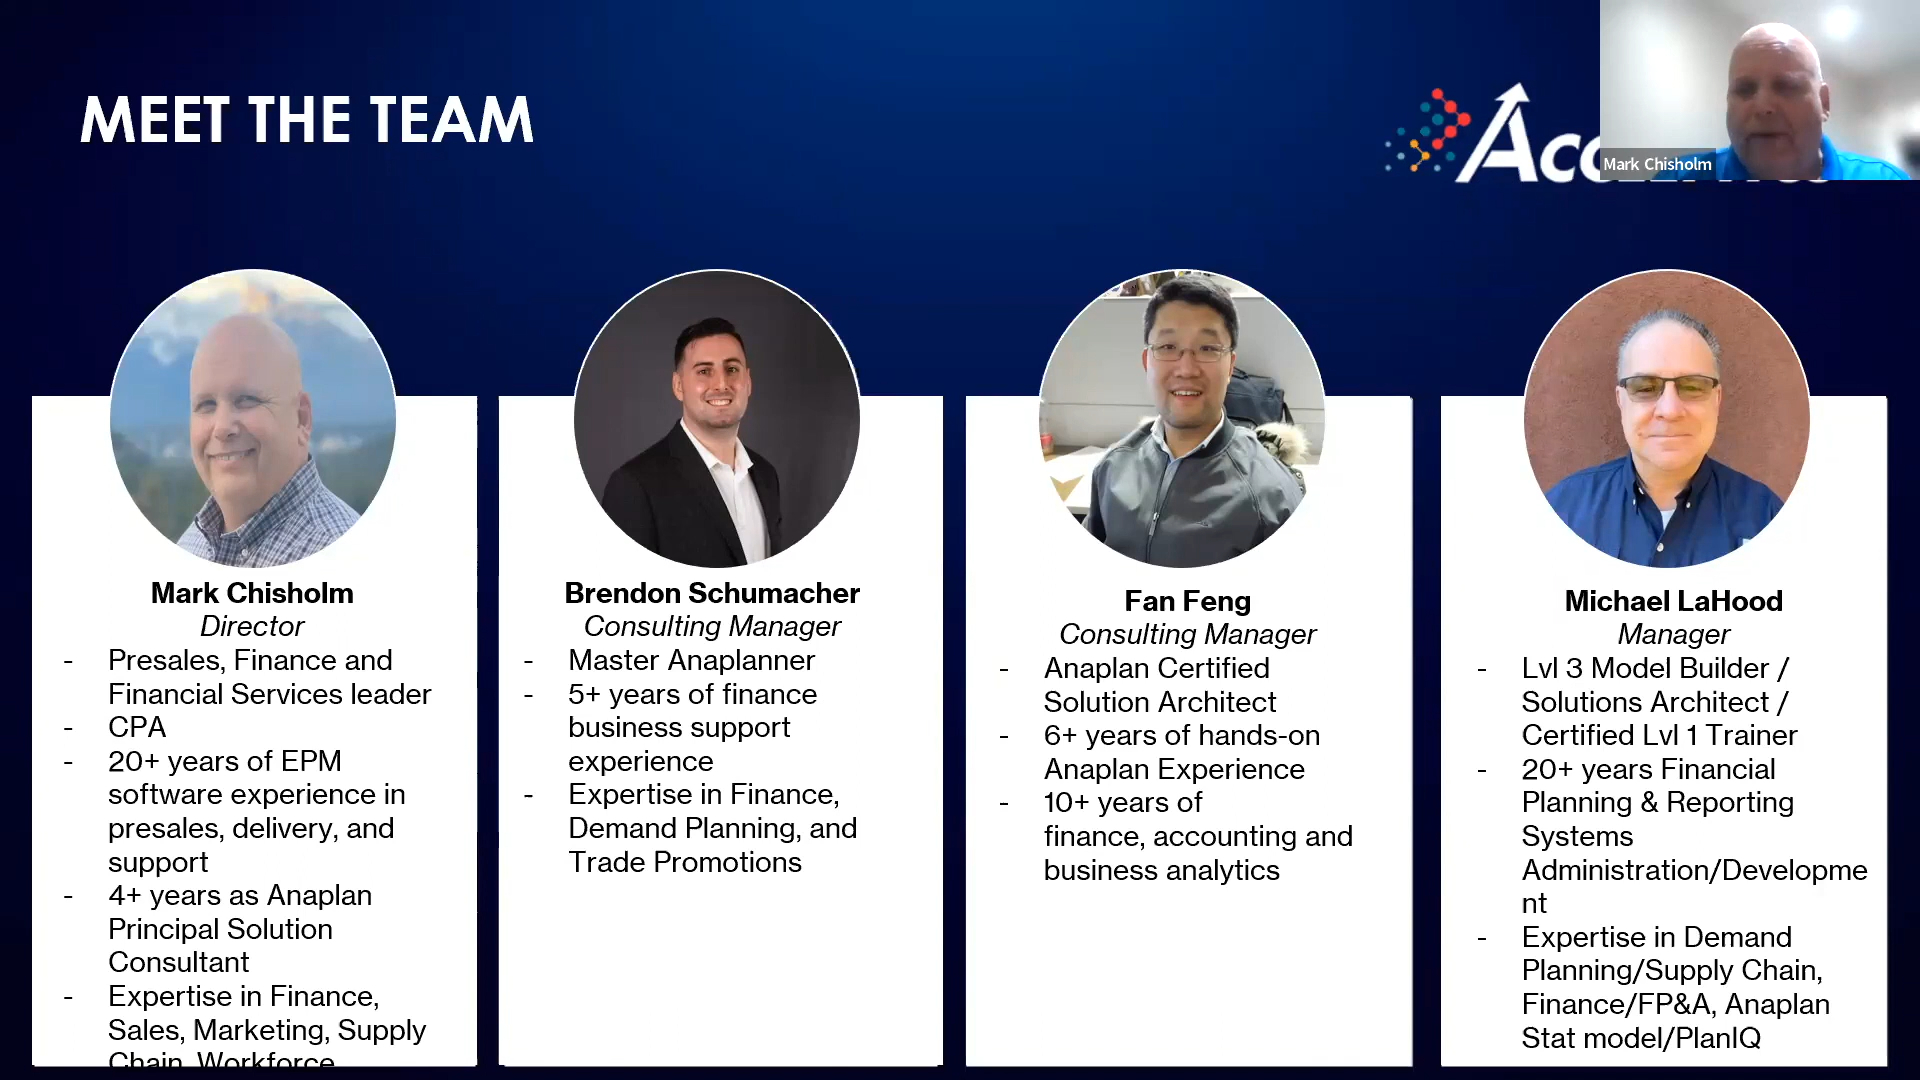 MEET THE TEAM
Mark Chisholm
Mark Chisholm
Director
- Presales, Finance and
Financial Services leader
- CPA
- 20+ years of EPM
software experience in
presales, delivery, and
support
- 4+ years as Anaplan
Principal Solution
Consultant
- Expertise in Finance,
Sales, Marketing, Supply
Chain, Workforce
Brendon Schumacher
Consulting Manager
- Master Anaplanner
- 5+ years of finance
business support
experience
- Expertise in Finance,
Demand Planning, and
Trade Promotions
Fan Feng
Consulting Manager
- Anaplan Certified
Solution Architect
- 6+ years of hands-on
Anaplan Experience
- 10+ years of
finance, accounting and
business analytics
Michael LaHood
Manager
- Lvl 3 Model Builder /
Solutions Architect /
Certified Lvl 1 Trainer
- 20+ years Financial
Planning & Reporting
Systems
Administration/Developme
nt
- Expertise in Demand
Planning/Supply Chain,
Finance/FP&A, Anaplan
Stat model/PlanIQ